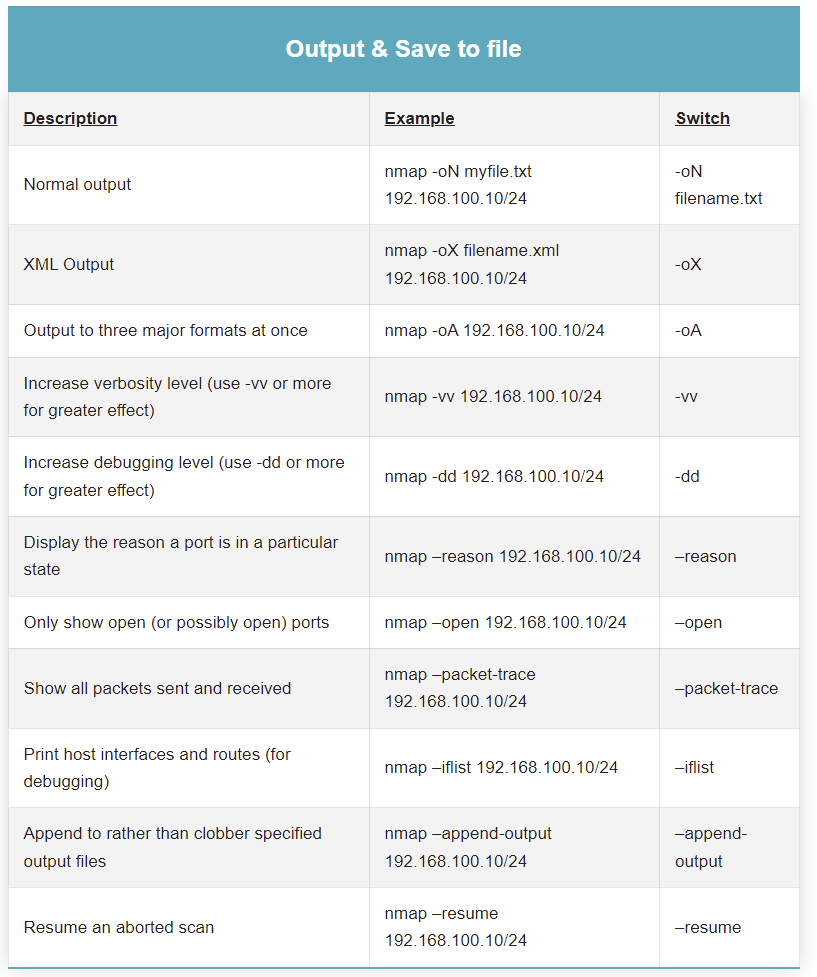 Output & Save to file
Description Example Switch
Normal output
nmap -oN myfile.txt
192.168.100.10/24
-oN
filename.txt
XML Output
nmap -oX filename.xml
192.168.100.10/24
-oX
Output to three major formats at once
nmap -oA 192.168.100.10/24
-oA
Increase verbosity level (use -vv or more
for greater effect)
nmap -vv 192.168.100.10/24
-vv
Increase debugging level (use -dd or more
for greater effect)
nmap -dd 192.168.100.10/24
-dd
Display the reason a port is in a particular
state
nmap –reason 192.168.100.10/24
–reason
Only show open (or possibly open) ports
nmap –open 192.168.100.10/24
–open
Show all packets sent and received
nmap –packet-trace
192.168.100.10/24
–packet-trace
Print host interfaces and routes (for
debugging)
nmap –iflist 192.168.100.10/24
–iflist
Append to rather than clobber specified
output files
nmap –append-output
192.168.100.10/24
–append-
output
Resume an aborted scan
nmap –resume
192.168.100.10/24
–resume